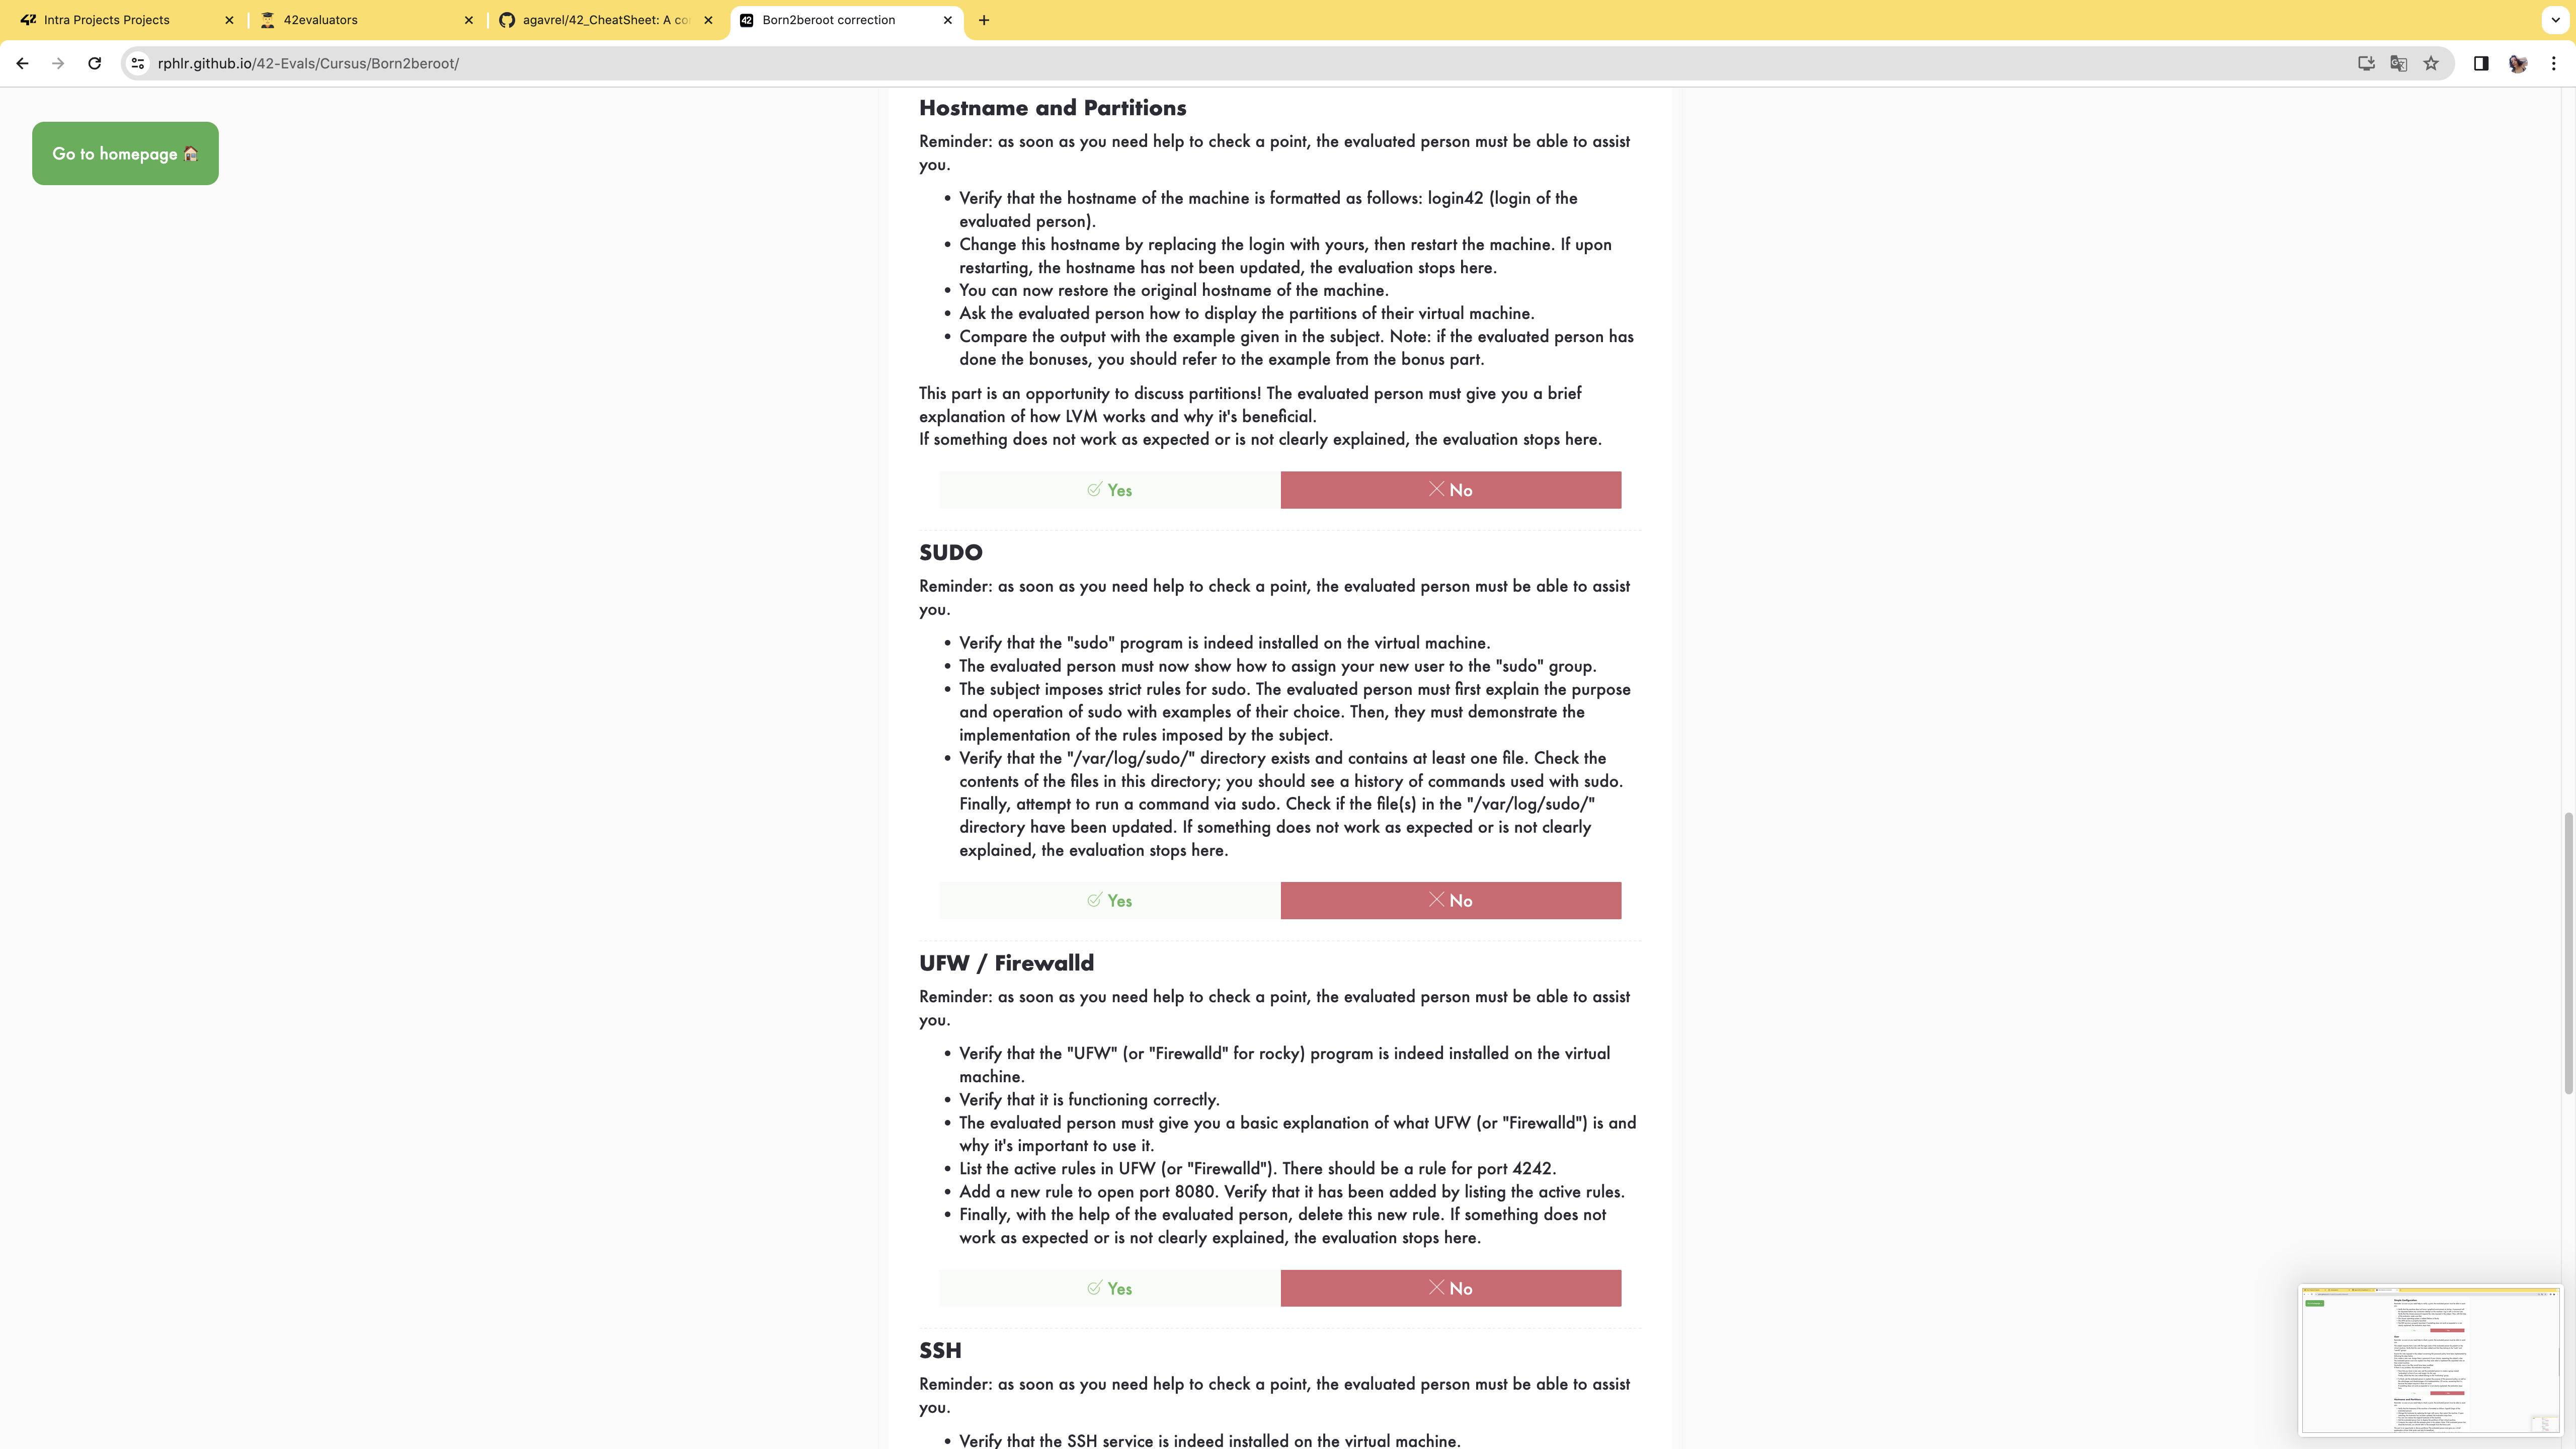 Intra Projects Projects
42evaluators
agavrel/42_CheatSheet: A co
Born2beroot correction
rphlr.github.io/42-Evals/Cursus/Born2beroot/
Go to homepage
Hostname and Partitions
Reminder: as soon as you need help to check a point, the evaluated person must be able to assist
you.
• Verify that the hostname of the machine is formatted as follows: login42 (login of the
evaluated person).
• Change this hostname by replacing the login with yours, then restart the machine. If upon
restarting, the hostname has not been updated, the evaluation stops here.
• You can now restore the original hostname of the machine.
• Ask the evaluated person how to display the partitions of their virtual machine.
• Compare the output with the example given in the subject. Note: if the evaluated person has
done the bonuses, you should refer to the example from the bonus part.
This part is an opportunity to discuss partitions! The evaluated person must give you a brief
explanation of how LVM works and why it's beneficial.
If something does not work as expected or is not clearly explained, the evaluation stops here.
Yes
No
SUDO
Reminder: as soon as you need help to check a point, the evaluated person must be able to assist
you.
• Verify that the "sudo" program is indeed installed on the virtual machine.
• The evaluated person must now show how to assign your new user to the "sudo" group.
• The subject imposes strict rules for sudo. The evaluated person must first explain the purpose
and operation of sudo with examples of their choice. Then, they must demonstrate the
implementation of the rules imposed by the subject.
• Verify that the "/var/log/sudo/" directory exists and contains at least one file. Check the
contents of the files in this directory; you should see a history of commands used with sudo.
Finally, attempt to run a command via sudo. Check if the file(s) in the "/var/log/sudo/"
directory have been updated. If something does not work as expected or is not clearly
explained, the evaluation stops here.
Yes
No
UFW / Firewalld
Reminder: as soon as you need help to check a point, the evaluated person must be able to assist
you.
• Verify that the "UFW" (or "Firewalld" for rocky) program is indeed installed on the virtual
machine.
• Verify that it is functioning correctly.
• The evaluated person must give you a basic explanation of what UFW (or "Firewalld") is and
why it's important to use it.
• List the active rules in UFW (or "Firewalld"). There should be a rule for port 4242.
• Add a new rule to open port 8080. Verify that it has been added by listing the active rules.
• Finally, with the help of the evaluated person, delete this new rule. If something does not
work as expected or is not clearly explained, the evaluation stops here.
Yes
No
SSH
Reminder: as soon as you need help to check a point, the evaluated person must be able to assist
you.
• Verify that the SSH service is indeed installed on the virtual machine.